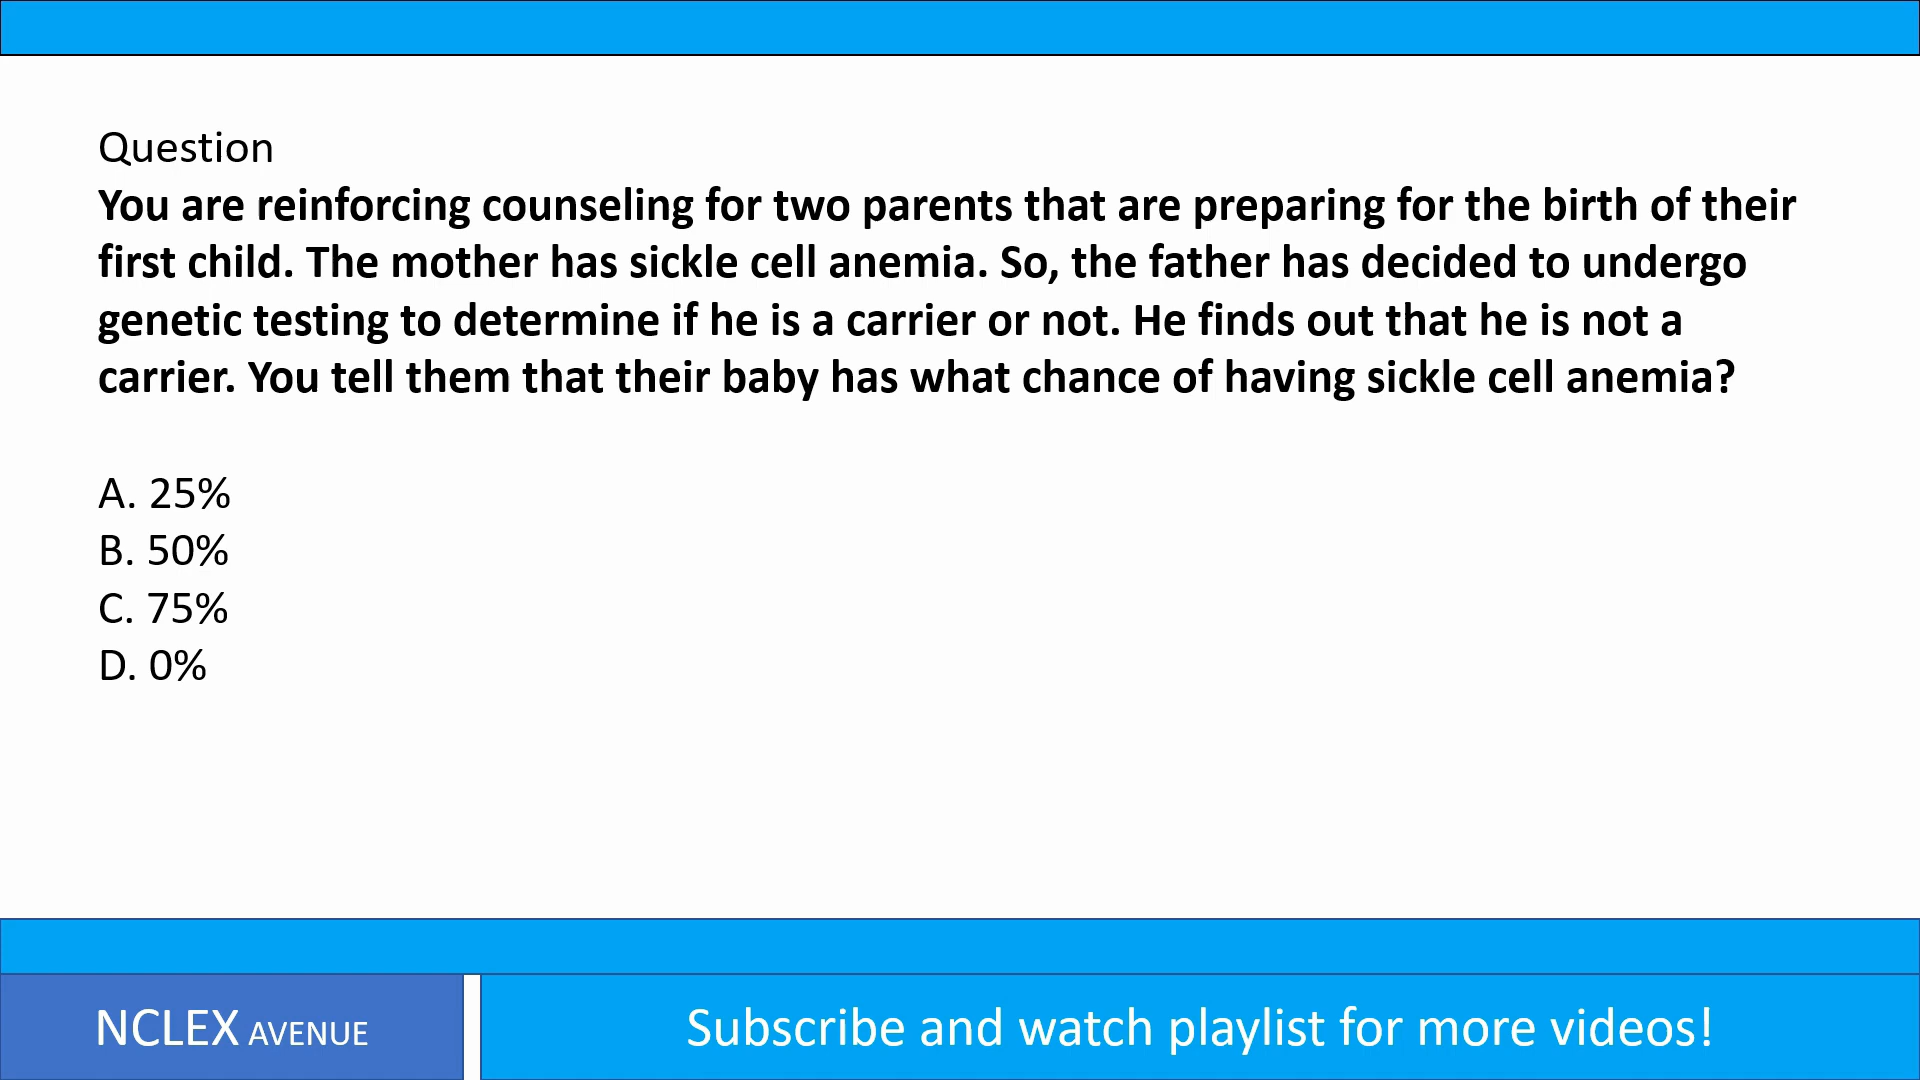 Question
You are reinforcing counseling for two parents that are preparing for the birth of their
first child. The mother has sickle cell anemia. So, the father has decided to undergo
genetic testing to determine if he is a carrier or not. He finds out that he is not a
carrier. You tell them that their baby has what chance of having sickle cell anemia?
A. 25%
B. 50%
C. 75%
D. 0%
NCLEX AVENUE
Subscribe and watch playlist for more videos!